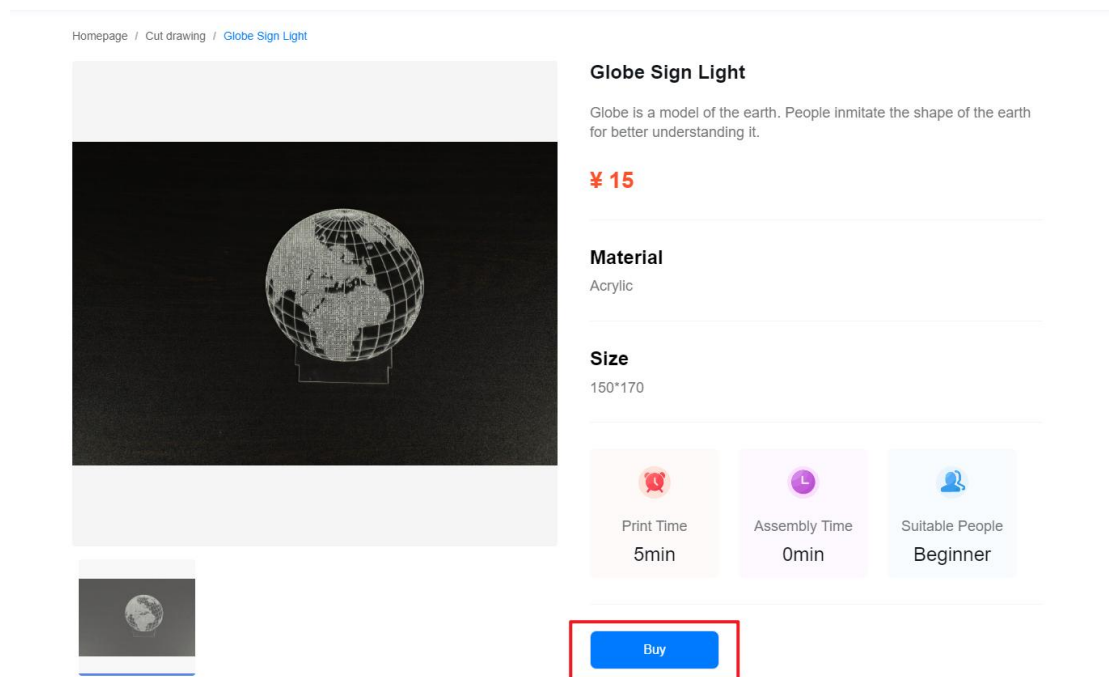 Homepage / Cut drawing / Globe Sign Light
Globe Sign Light
Globe is a model of the earth. People inmitate the shape of the earth
for better understanding it.
¥ 15
Material
Acrylic
Size
150*170
Print Time
5min
Assembly Time
0min
Suitable People
Beginner
Buy